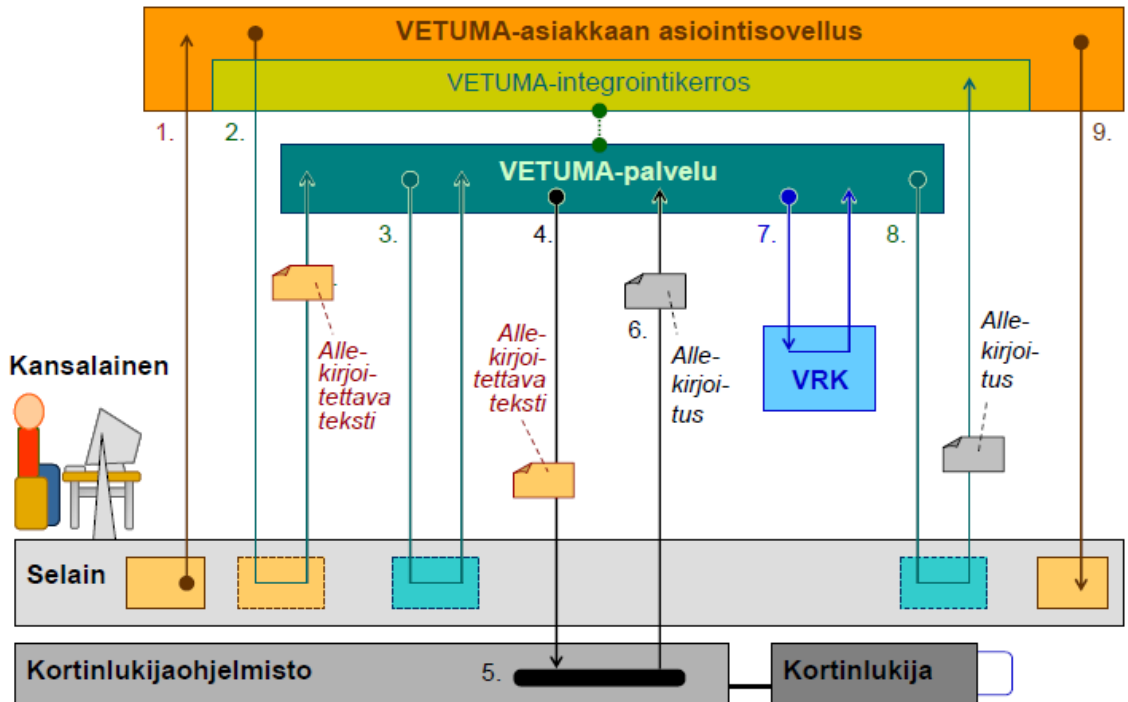 VETUMA-asiakkaan asiointisovellus
VETUMA-integrointikerros
1.
2.
9.
VETUMA-palvelu
3.
4.
7.
8.
6.
Alle-
kirjoi-
tettava
teksti
Alle-
kirjoi-
tettava
teksti
Alle-
kirjoi-
tus
VRK
Alle-
kirjoi-
tus
Kansalainen
Selain
Kortinlukijaohjelmisto
5.
Kortinlukija